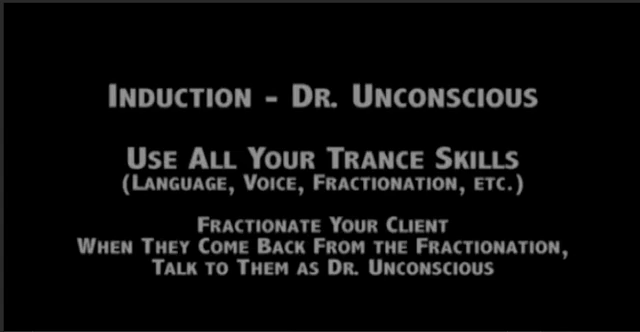 Induction - Dr. Unconscious
Use All Your Trance Skills
(Language, Voice, Fractionation, etc.)
Fractionate Your Client
When They Come Back From the Fractionation,
Talk to Them as Dr. Unconscious